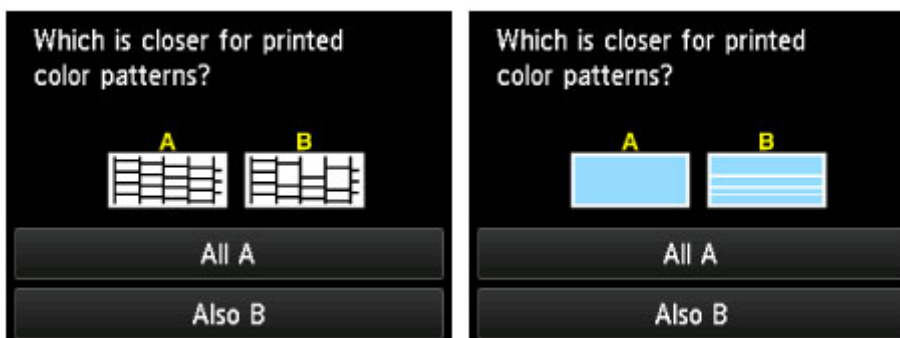 Which is closer for printed
color patterns?
A B
All A
Also B
Which is closer for printed
color patterns?
A B
All A
Also B